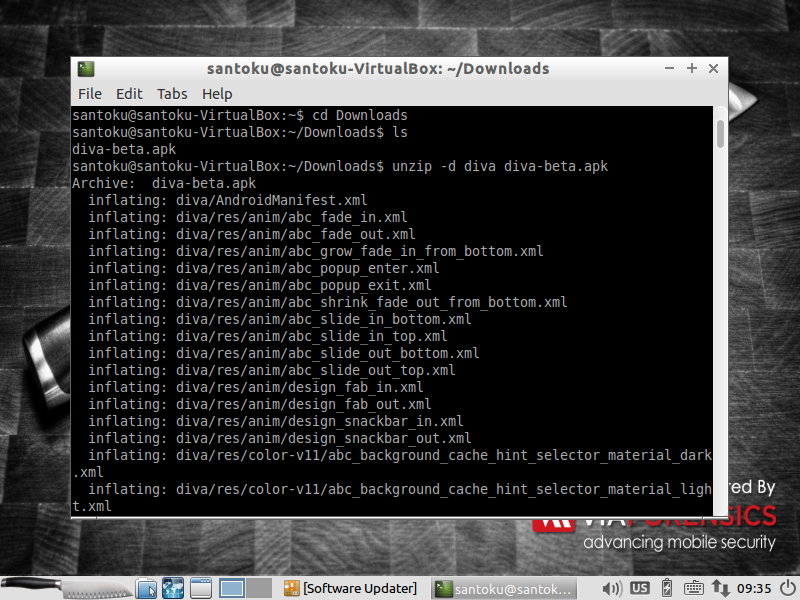 santoku@santoku-VirtualBox: ~/Downloads
File Edit Tabs Help
santoku@santoku-VirtualBox:~$ cd Downloads
santoku@santoku-VirtualBox:~/Downloads$ ls
diva-beta.apk
santoku@santoku-VirtualBox:~/Downloads$ unzip -d diva diva-beta.apk
Archive:  diva-beta.apk
  inflating: diva/AndroidManifest.xml
  inflating: diva/res/anim/abc_fade_in.xml
  inflating: diva/res/anim/abc_fade_out.xml
  inflating: diva/res/anim/abc_grow_fade_in_from_bottom.xml
  inflating: diva/res/anim/abc_popup_enter.xml
  inflating: diva/res/anim/abc_popup_exit.xml
  inflating: diva/res/anim/abc_shrink_fade_out_from_bottom.xml
  inflating: diva/res/anim/abc_slide_in_bottom.xml
  inflating: diva/res/anim/abc_slide_in_top.xml
  inflating: diva/res/anim/abc_slide_out_bottom.xml
  inflating: diva/res/anim/abc_slide_out_top.xml
  inflating: diva/res/anim/design_fab_in.xml
  inflating: diva/res/anim/design_fab_out.xml
  inflating: diva/res/anim/design_snackbar_in.xml
  inflating: diva/res/anim/design_snackbar_out.xml
  inflating: diva/res/color-v11/abc_background_cache_hint_selector_material_dark
.xml
  inflating: diva/res/color-v11/abc_background_cache_hint_selector_material_ligh
t.xml
red By
VIAFORENSICS
advancing mobile security
[Software Updater] santoku@santok... US 09:35